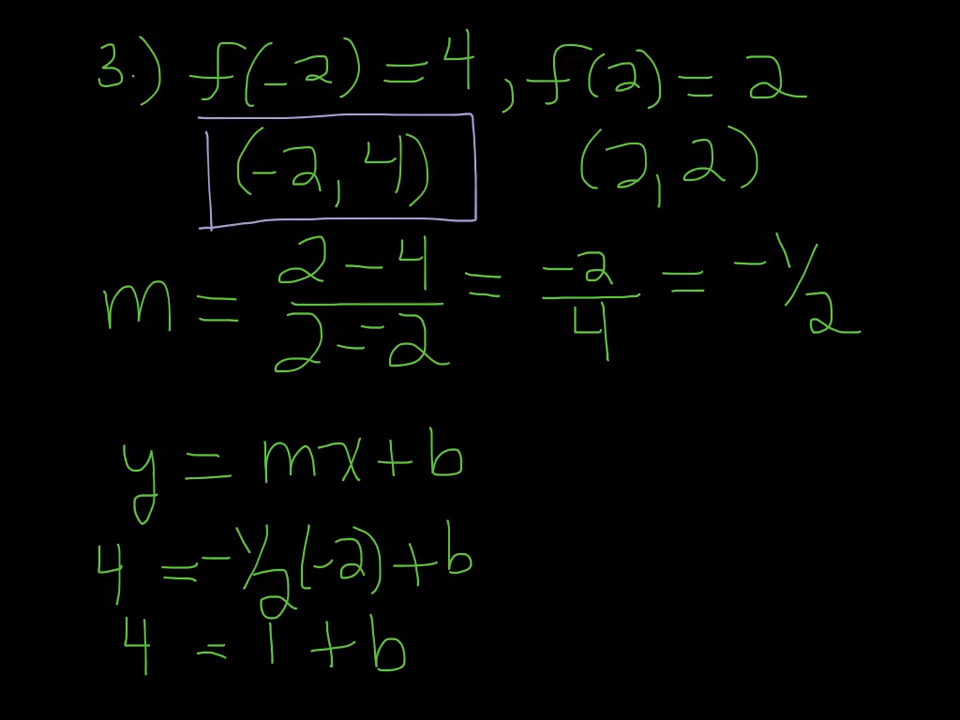 3.) f(-2) = 4, f(2) = 2
(-2, 4) (2, 2)
m = (2 - 4)/(2 - -2) = -2/4 = -1/2
y = mx + b
4 = -1/2(-2) + b
4 = 1 + b